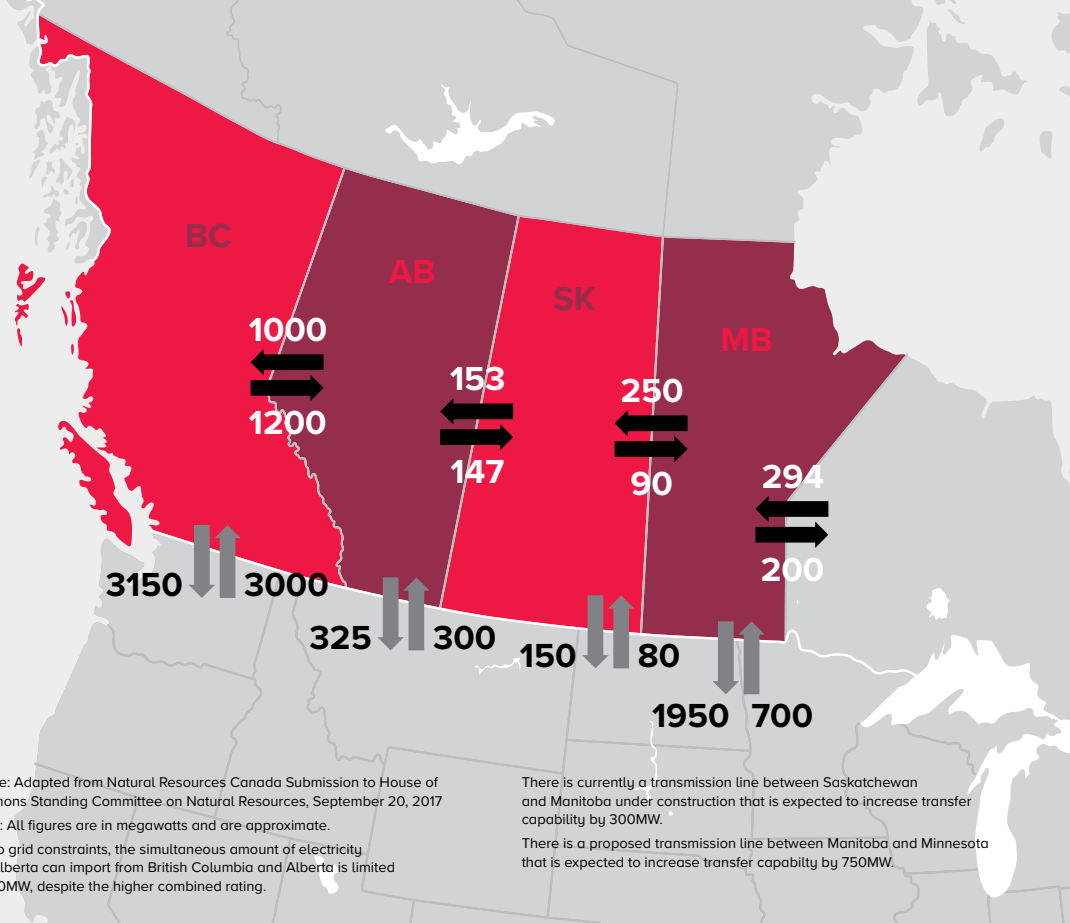 BC
AB
SK
MB
1000
1200
153
147
250
90
294
200
3150
3000
325
300
150
80
1950
700
e: Adapted from Natural Resources Canada Submission to House of
mons Standing Committee on Natural Resources, September 20, 2017
: All figures are in megawatts and are approximate.
o grid constraints, the simultaneous amount of electricity
lberta can import from British Columbia and Alberta is limited
0MW, despite the higher combined rating.
There is currently a transmission line between Saskatchewan
and Manitoba under construction that is expected to increase transfer
capability by 300MW.
There is a proposed transmission line between Manitoba and Minnesota
that is expected to increase transfer capabilty by 750MW.